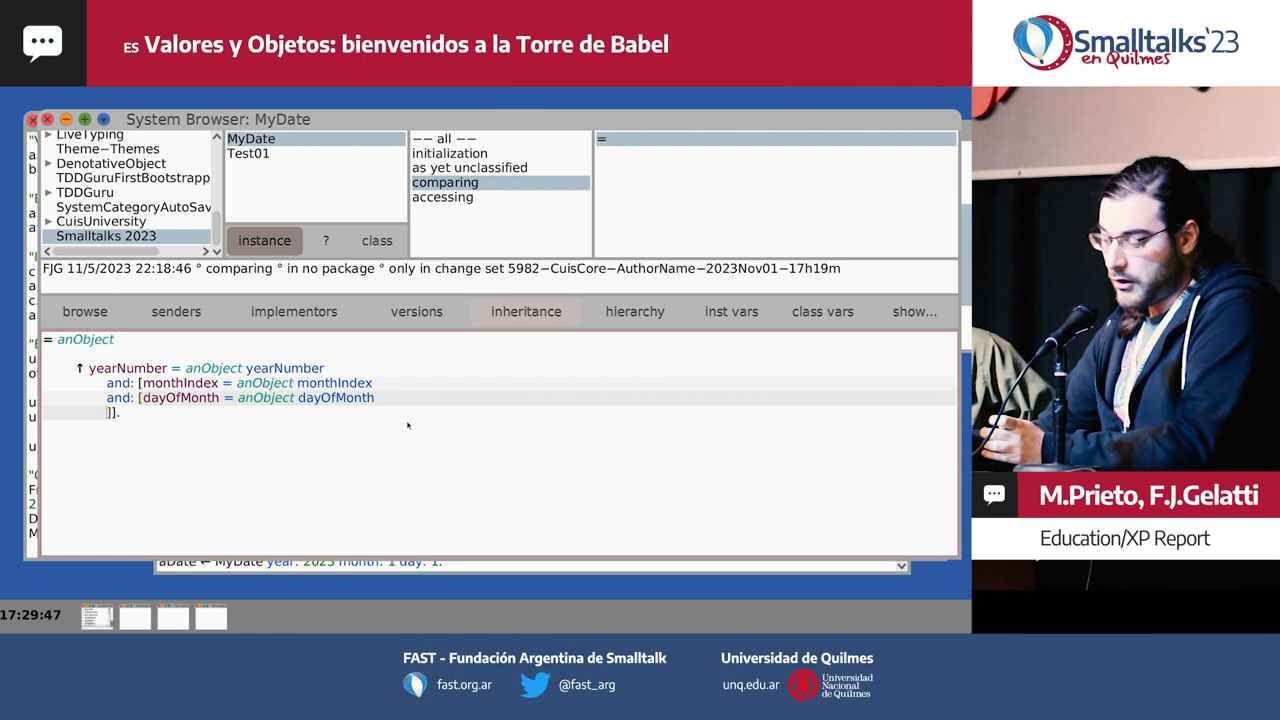 ES Valores y Objetos: bienvenidos a la Torre de Babel
Smalltalks'23
en Quilmes
System Browser: MyDate
LiveTyping
Theme-Themes
DenotativeObject
TDDGuruFirstBootstrapp
TDDGuru
SystemCategoryAutoSav
CuisUniversity
Smalltalks 2023
MyDate
Test01
instance
?
class
-- all --
initialization
as yet unclassified
comparing
accessing
=
FJG 11/5/2023 22:18:46 ° comparing ° in no package ° only in change set 5982-CuisCore-AuthorName-2023Nov01-17h19m
browse senders implementors versions inheritance hierarchy inst vars class vars show...
= anObject
↑ yearNumber = anObject yearNumber
and: [monthIndex = anObject monthIndex
and: [dayOfMonth = anObject dayOfMonth
]].
aDate ← MyDate year: 2023 month: 1 day: 1.
17:29:47
M.Prieto, F.J.Gelatti
Education/XP Report
FAST - Fundación Argentina de Smalltalk
fast.org.ar
@fast_arg
Universidad de Quilmes
unq.edu.ar
Universidad
Nacional
de Quilmes